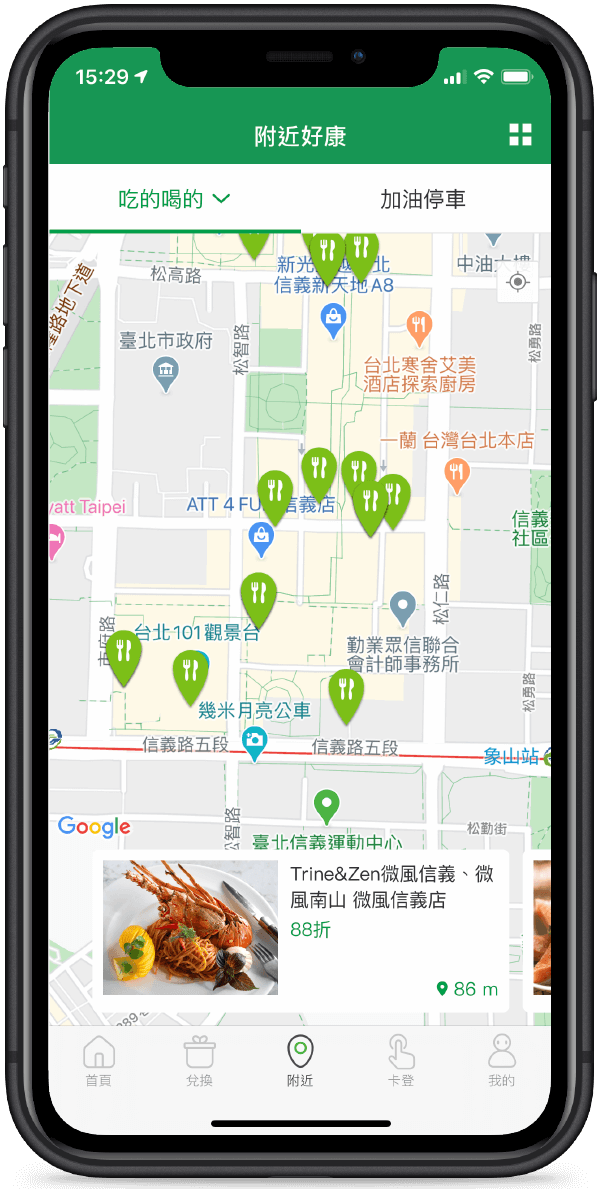 15:29
附近好康
吃的喝的
加油停車
松高路
新光
北
信義新天地A8
中油大樓
臺北市政府
松智路
松勇路
台北寒舍艾美
酒店探索廚房
一蘭 台灣台北本店
yatt Taipei
ATT 4 FUN 信義店
信義
社區
松仁路
市府路
台北101觀景台
勤業眾信聯合
會計師事務所
松勇路
幾米月亮公車
信義路五段
信義路五段
象山站
松智路
松勤街
Google
臺北信義運動中心
Trine&Zen微風信義、微
風南山 微風信義店
88折
86 m
首頁
兌換
附近
卡登
我的